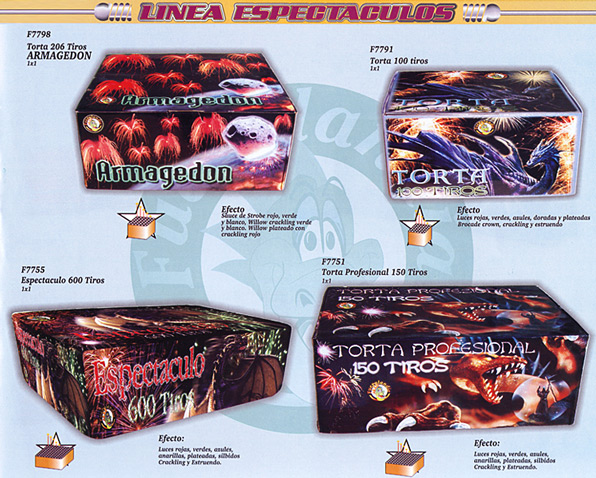 LINEA ESPECTACULOS
F7798
Torta 206 Tiros
ARMAGEDON
1x1
Armagedon
Armagedon
Efecto
Sauce de Strobe rojo, verde
y blanco, Willow crackling verde
y blanco. Willow plateado con
crackling rojo
F7791
Torta 100 tiros
1x1
TORTA
TORTA
100 TIROS
Efecto
Luces rojas, verdes, azules, doradas y plateadas
Brocade crown, crackling y estruendo
F7755
Espectaculo 600 Tiros
1x1
Espectaculo
600 Tiros
Efecto:
Luces rojas, verdes, azules,
anarillas, plateadas, silbidos
Crackling y Estruendo.
F7751
Torta Profesional 150 Tiros
1x1
TORTA PROFESIONAL
150 TIROS
TORTA PROFESIONAL
150 TIROS
Efecto:
Luces rojas, verdes, azules,
anarillas, plateadas, silbidos
Crackling y Estruendo.